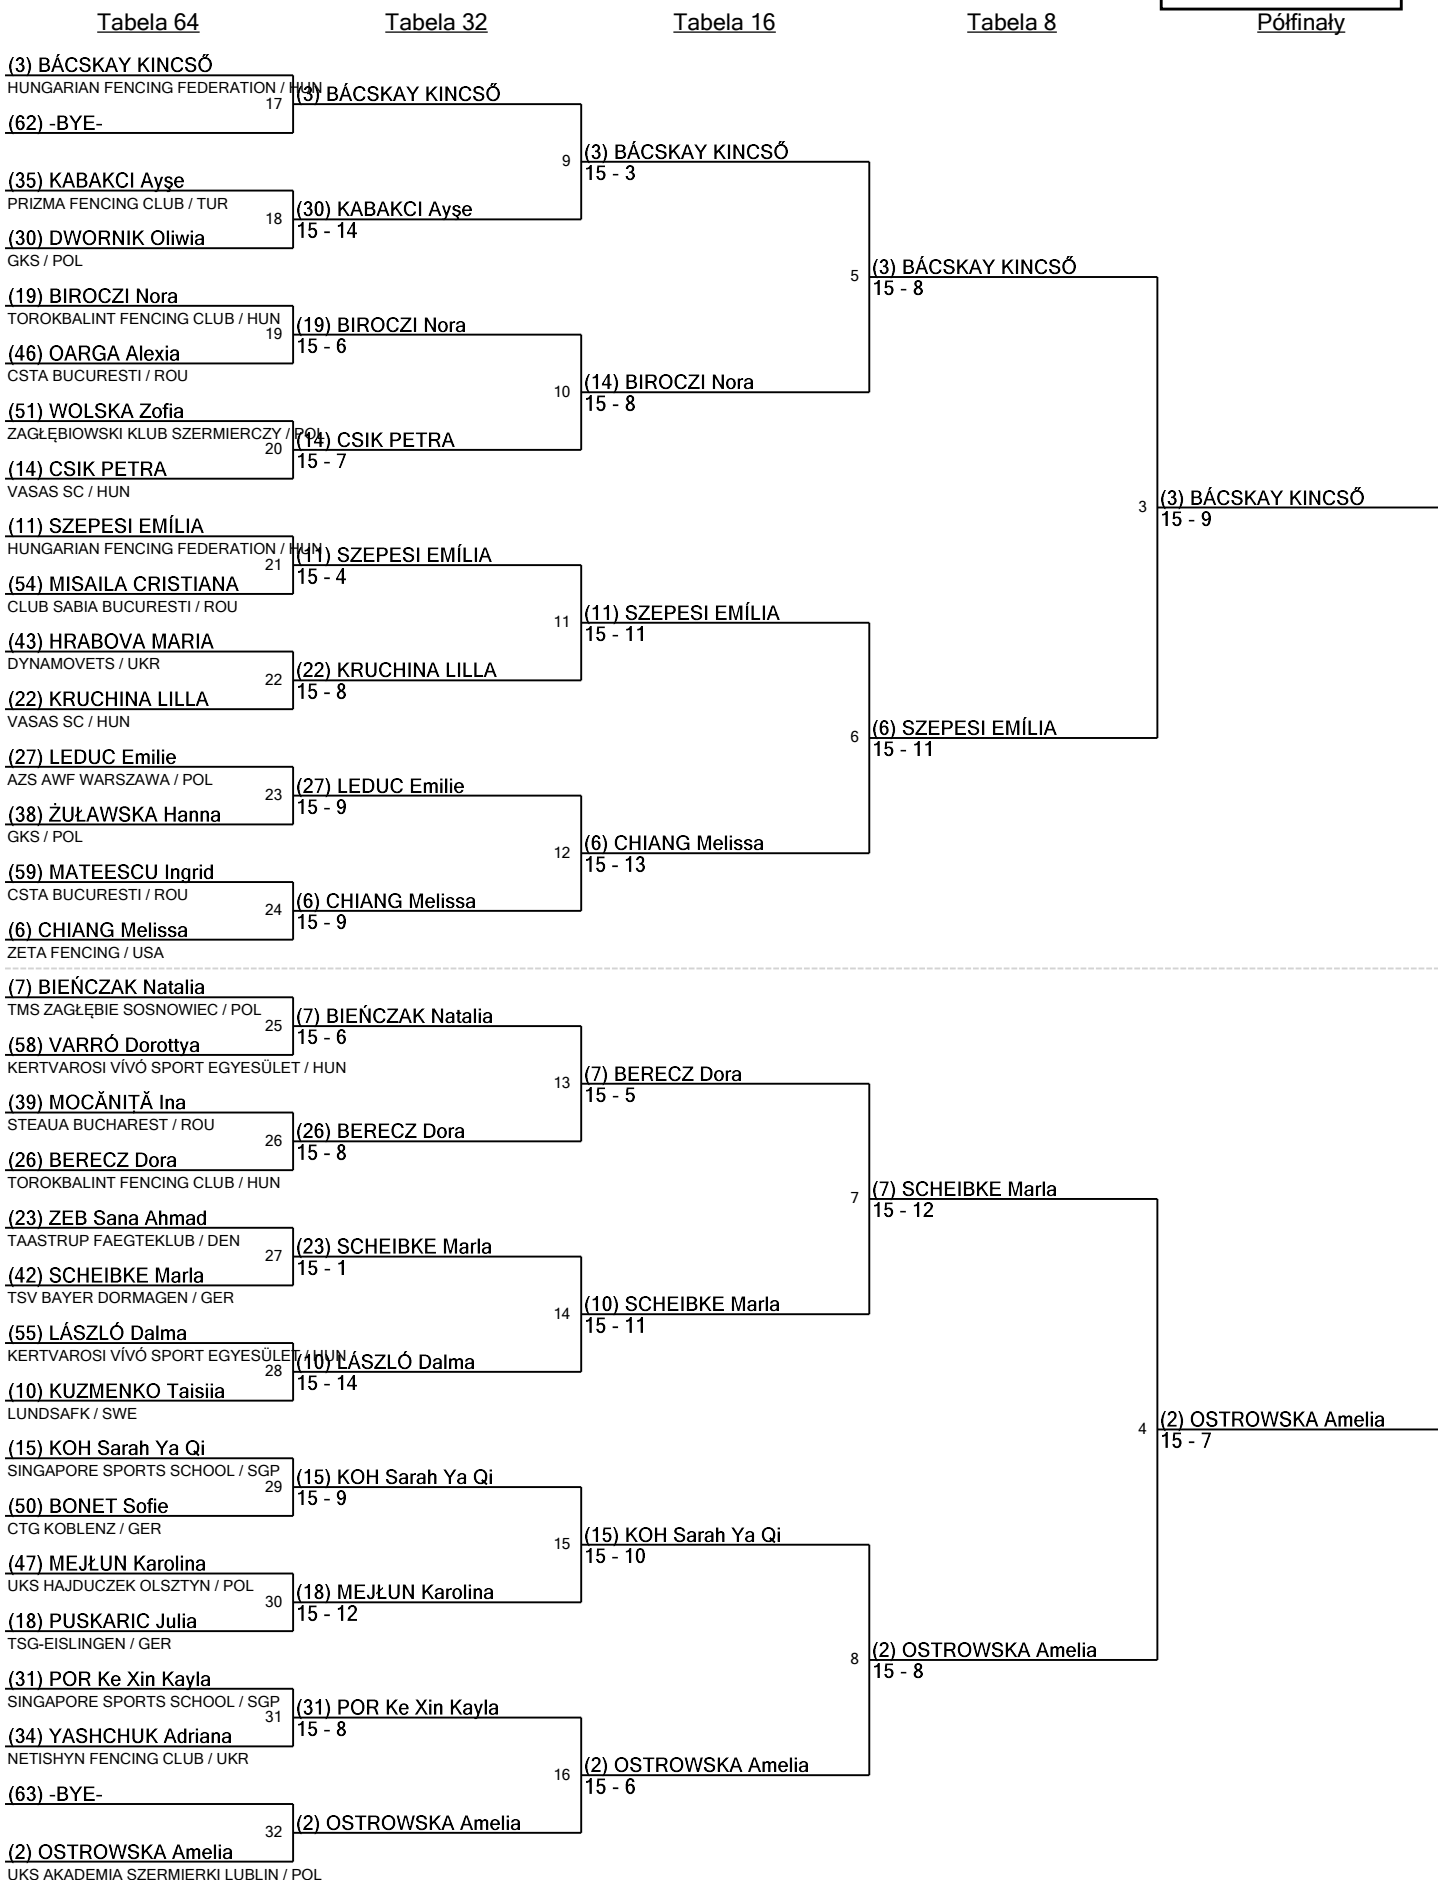 Tabela 64
Tabela 32
Tabela 16
Tabela 8
Półfinały
(3) BÁCSKAY KINCSŐ
HUNGARIAN FENCING FEDERATION / HUN
17
(62) -BYE-
(35) KABAKCI Ayşe
PRIZMA FENCING CLUB / TUR
18
(30) DWORNIK Oliwia
GKS / POL
(19) BIROCZI Nora
TOROKBALINT FENCING CLUB / HUN
19
(46) OARGA Alexia
CSTA BUCURESTI / ROU
(51) WOLSKA Zofia
ZAGŁĘBIOWSKI KLUB SZERMIERCZY / POL
20
(14) CSIK PETRA
VASAS SC / HUN
(11) SZEPESI EMÍLIA
HUNGARIAN FENCING FEDERATION / HUN
21
(54) MISAILA CRISTIANA
CLUB SABIA BUCURESTI / ROU
(43) HRABOVA MARIA
DYNAMOVETS / UKR
22
(22) KRUCHINA LILLA
VASAS SC / HUN
(27) LEDUC Emilie
AZS AWF WARSZAWA / POL
23
(38) ŻUŁAWSKA Hanna
GKS / POL
(59) MATEESCU Ingrid
CSTA BUCURESTI / ROU
24
(6) CHIANG Melissa
ZETA FENCING / USA
(7) BIEŃCZAK Natalia
TMS ZAGŁĘBIE SOSNOWIEC / POL
25
(58) VARRÓ Dorottya
KERTVAROSI VÍVÓ SPORT EGYESÜLET / HUN
(39) MOCĂNIȚĂ Ina
STEAUA BUCHAREST / ROU
26
(26) BERECZ Dora
TOROKBALINT FENCING CLUB / HUN
(23) ZEB Sana Ahmad
TAASTRUP FAEGTEKLUB / DEN
27
(42) SCHEIBKE Marla
TSV BAYER DORMAGEN / GER
(55) LÁSZLÓ Dalma
KERTVAROSI VÍVÓ SPORT EGYESÜLET / HUN
28
(10) KUZMENKO Taisiia
LUNDSAFK / SWE
(15) KOH Sarah Ya Qi
SINGAPORE SPORTS SCHOOL / SGP
29
(50) BONET Sofie
CTG KOBLENZ / GER
(47) MEJŁUN Karolina
UKS HAJDUCZEK OLSZTYN / POL
30
(18) PUSKARIC Julia
TSG-EISLINGEN / GER
(31) POR Ke Xin Kayla
SINGAPORE SPORTS SCHOOL / SGP
31
(34) YASHCHUK Adriana
NETISHYN FENCING CLUB / UKR
(63) -BYE-
32
(2) OSTROWSKA Amelia
UKS AKADEMIA SZERMIERKI LUBLIN / POL
(3) BÁCSKAY KINCSŐ
9
(30) KABAKCI Ayşe
15 - 14
(19) BIROCZI Nora
15 - 6
10
(14) CSIK PETRA
15 - 7
(11) SZEPESI EMÍLIA
15 - 4
11
(22) KRUCHINA LILLA
15 - 8
(27) LEDUC Emilie
15 - 9
12
(6) CHIANG Melissa
15 - 9
(7) BIEŃCZAK Natalia
15 - 6
13
(26) BERECZ Dora
15 - 8
(23) SCHEIBKE Marla
15 - 1
14
(10) LÁSZLÓ Dalma
15 - 14
(15) KOH Sarah Ya Qi
15 - 9
15
(18) MEJŁUN Karolina
15 - 12
(31) POR Ke Xin Kayla
15 - 8
16
(2) OSTROWSKA Amelia
(3) BÁCSKAY KINCSŐ
15 - 3
5
(14) BIROCZI Nora
15 - 8
(11) SZEPESI EMÍLIA
15 - 11
6
(6) CHIANG Melissa
15 - 13
(7) BERECZ Dora
15 - 5
7
(10) SCHEIBKE Marla
15 - 11
(15) KOH Sarah Ya Qi
15 - 10
8
(2) OSTROWSKA Amelia
15 - 6
(3) BÁCSKAY KINCSŐ
15 - 8
3
(6) SZEPESI EMÍLIA
15 - 11
(7) SCHEIBKE Marla
15 - 12
4
(2) OSTROWSKA Amelia
15 - 8
(3) BÁCSKAY KINCSŐ
15 - 9
(2) OSTROWSKA Amelia
15 - 7